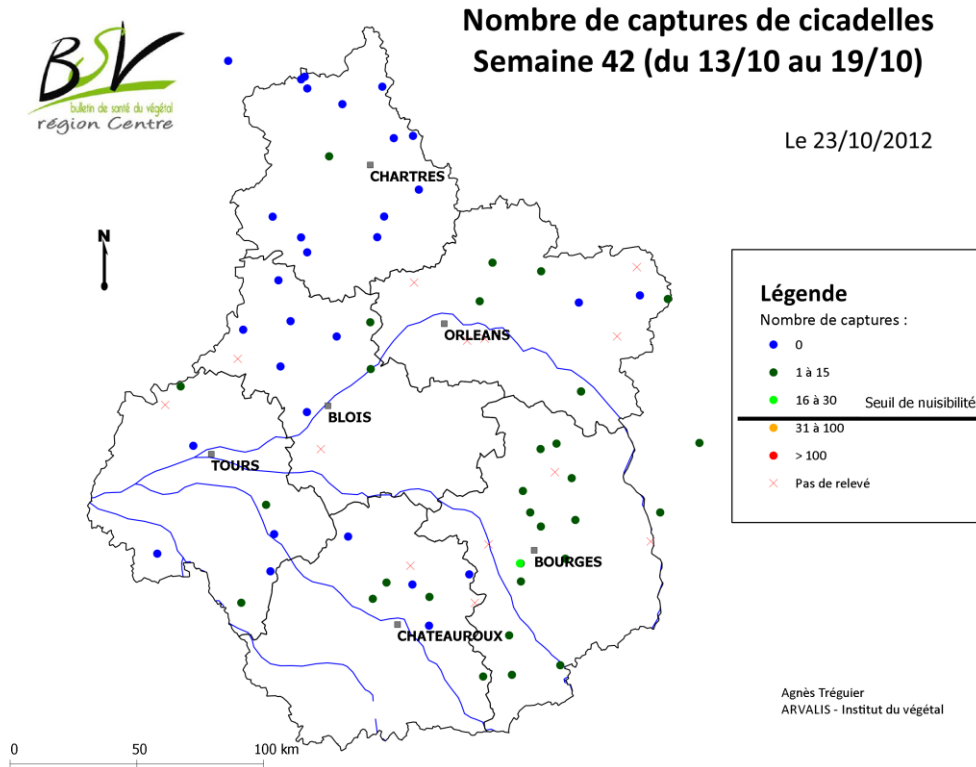 Nombre de captures de cicadelles
Semaine 42 (du 13/10 au 19/10)
BSV
bulletin de santé du végétal
région Centre
Le 23/10/2012
CHARTRES
N
ORLEANS
BLOIS
TOURS
BOURGES
CHATEAUROUX
Légende
Nombre de captures :
0
1 à 15
16 à 30
Seuil de nuisibilité
31 à 100
> 100
Pas de relevé
Agnès Tréguier
ARVALIS - Institut du végétal
0 50 100 km